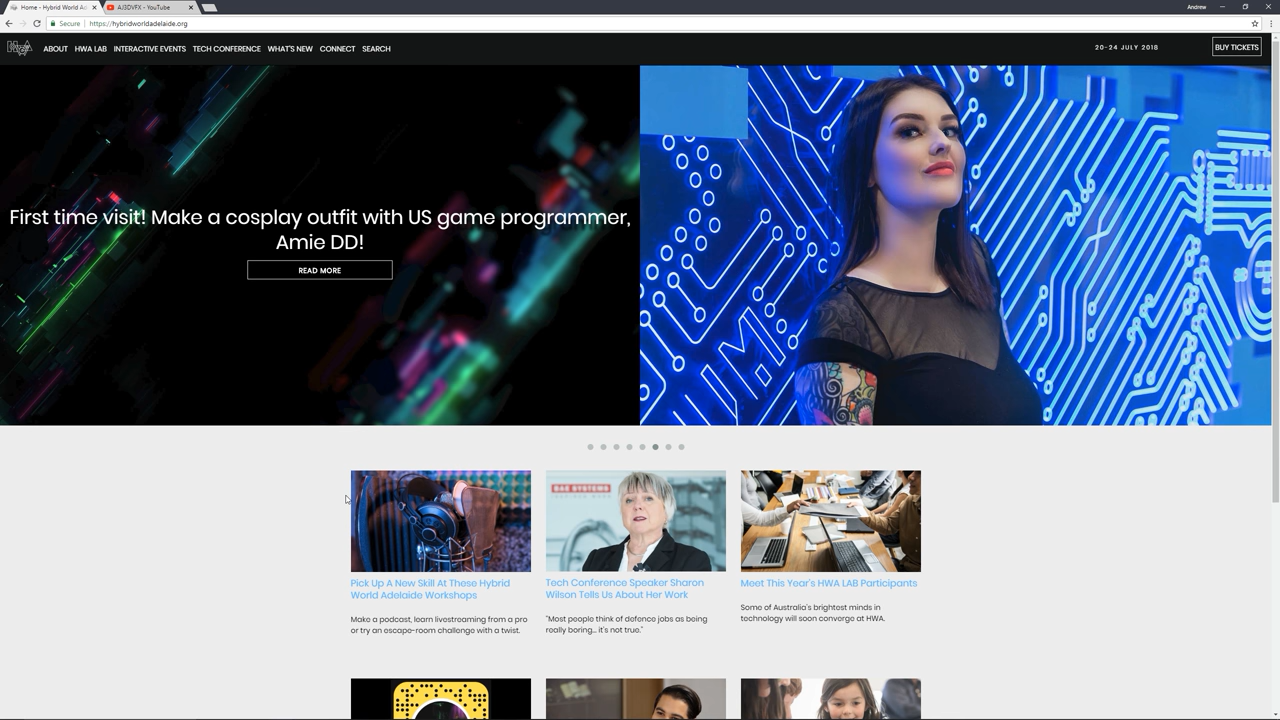 Home - Hybrid World Ad
AJ3DVFX - YouTube
Andrew
Secure
https://hybridworldadelaide.org
HWA
ABOUT
HWA LAB
INTERACTIVE EVENTS
TECH CONFERENCE
WHAT'S NEW
CONNECT
SEARCH
20-24 JULY 2018
BUY TICKETS
First time visit! Make a cosplay outfit with US game programmer,
Amie DD!
READ MORE
BAE SYSTEMS
Pick Up A New Skill At These Hybrid
World Adelaide Workshops
Make a podcast, learn livestreaming from a pro
or try an escape-room challenge with a twist.
Tech Conference Speaker Sharon
Wilson Tells Us About Her Work
"Most people think of defence jobs as being
really boring... it's not true."
Meet This Year's HWA LAB Participants
Some of Australia's brightest minds in
technology will soon converge at HWA.